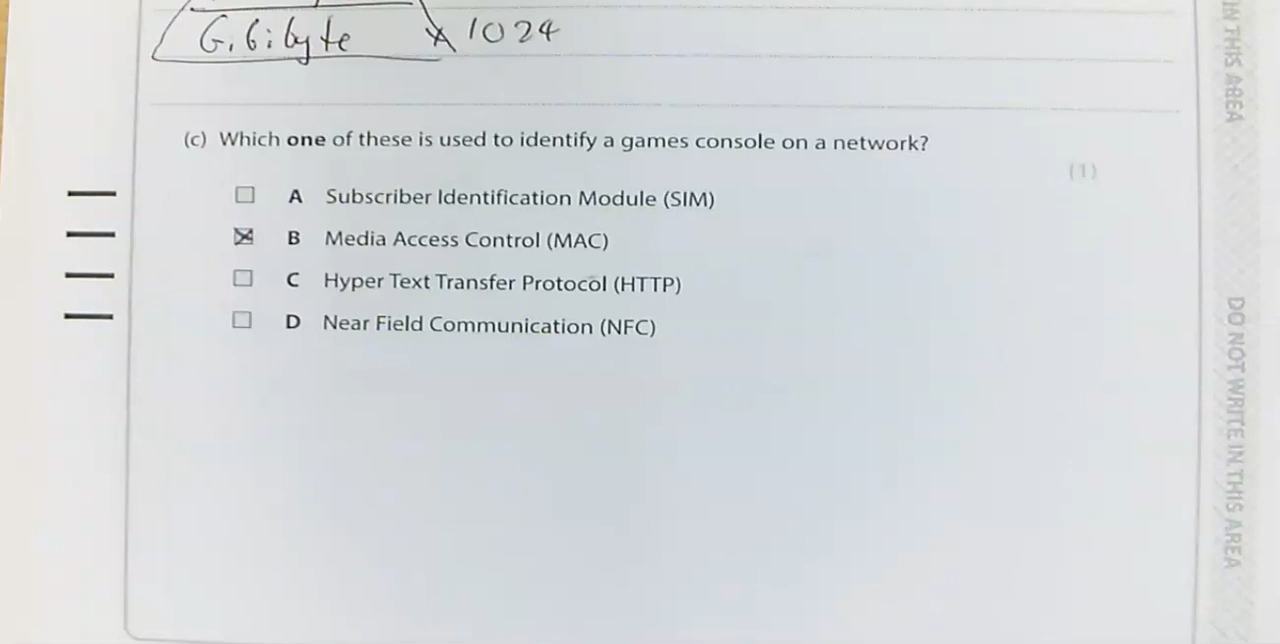 Gibibyte × 1024
(c) Which one of these is used to identify a games console on a network?
(1)
A Subscriber Identification Module (SIM)
B Media Access Control (MAC)
C Hyper Text Transfer Protocol (HTTP)
D Near Field Communication (NFC)
IN THIS AREA
DO NOT WRITE IN THIS AREA